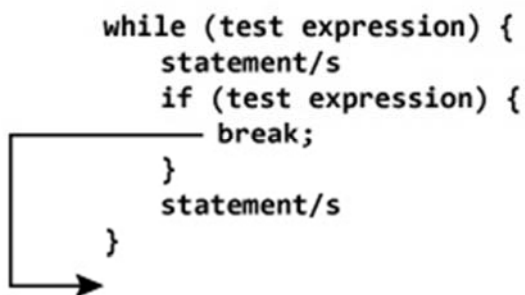 while (test expression) {
statement/s
if (test expression) {
break;
}
statement/s
}